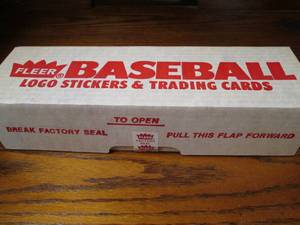 FLEER® BASEBALL
LOGO STICKERS & TRADING CARDS
TO OPEN
BREAK FACTORY SEAL
PULL THIS FLAP FORWARD